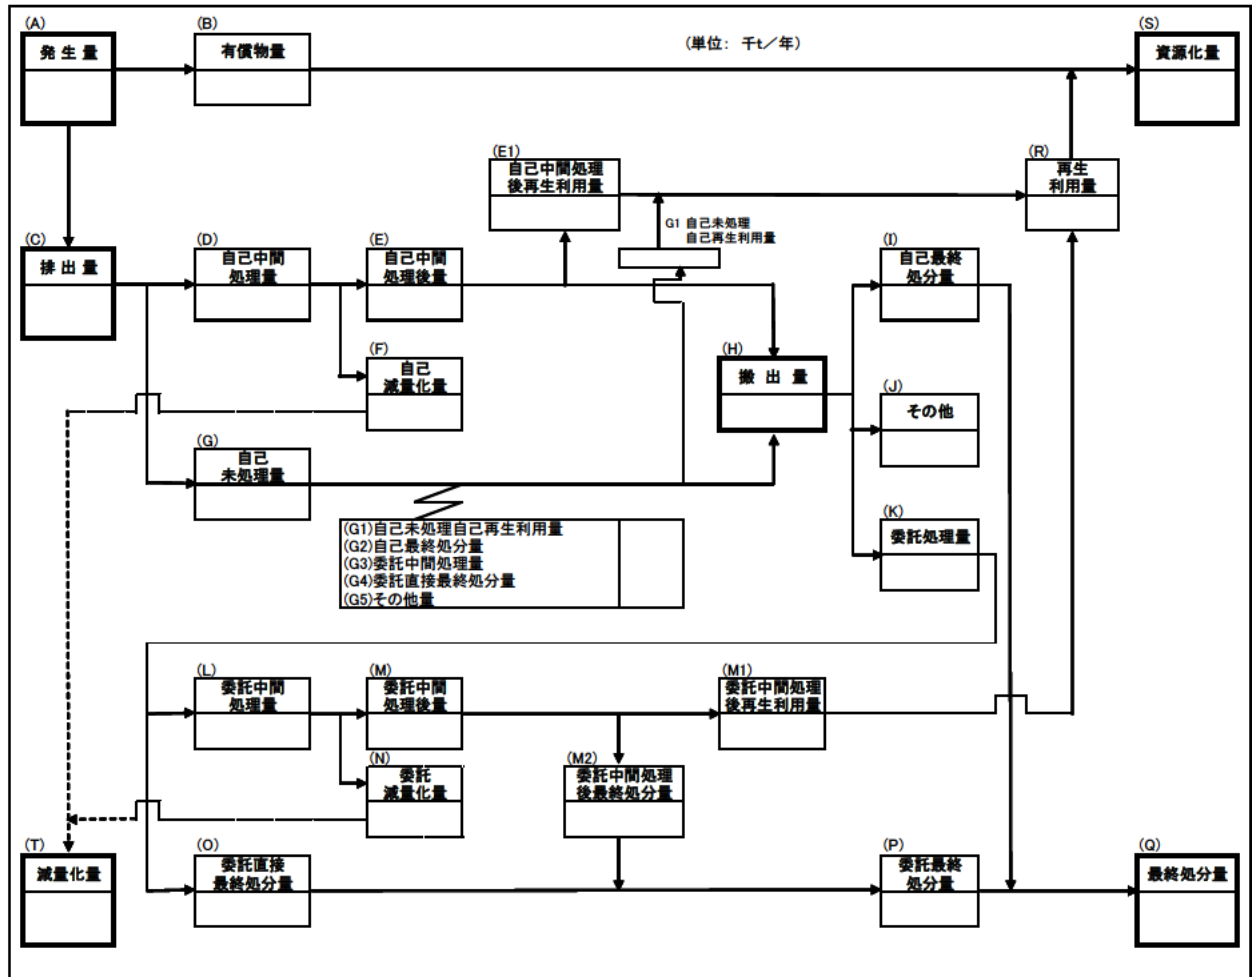 (A)
発 生 量
(B)
有償物量
(単位: 千t/年)
(S)
資源化量
(E1)
自己中間処理
後再生利用量
(R)
再生
利用量
G1 自己未処理
自己再生利用量
(C)
排 出 量
(D)
自己中間
処理量
(E)
自己中間
処理後量
(I)
自己最終
処分量
(F)
自己
減量化量
(H)
搬 出 量
(J)
その他
(G)
自己
未処理量
(K)
委託処理量
(G1)自己未処理自己再生利用量
(G2)自己最終処分量
(G3)委託中間処理量
(G4)委託直接最終処分量
(G5)その他量
(L)
委託中間
処理量
(M)
委託中間
処理後量
(M1)
委託中間処理
後再生利用量
(N)
委託
減量化量
(M2)
委託中間処理
後最終処分量
(T)
減量化量
(O)
委託直接
最終処分量
(P)
委託最終
処分量
(Q)
最終処分量